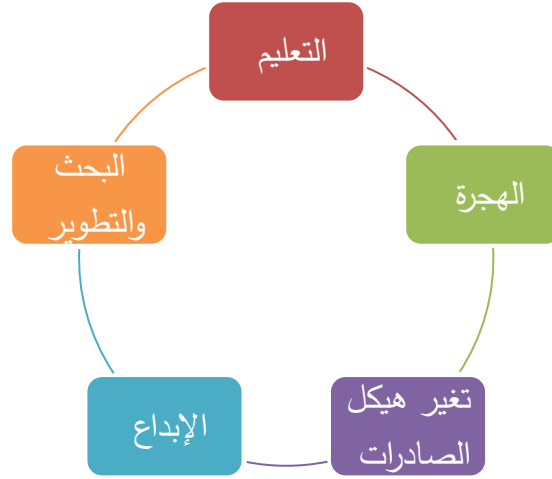 التعليم
الهجرة
تغير هيكل
الصادرات
الإبداع
البحث
والتطوير